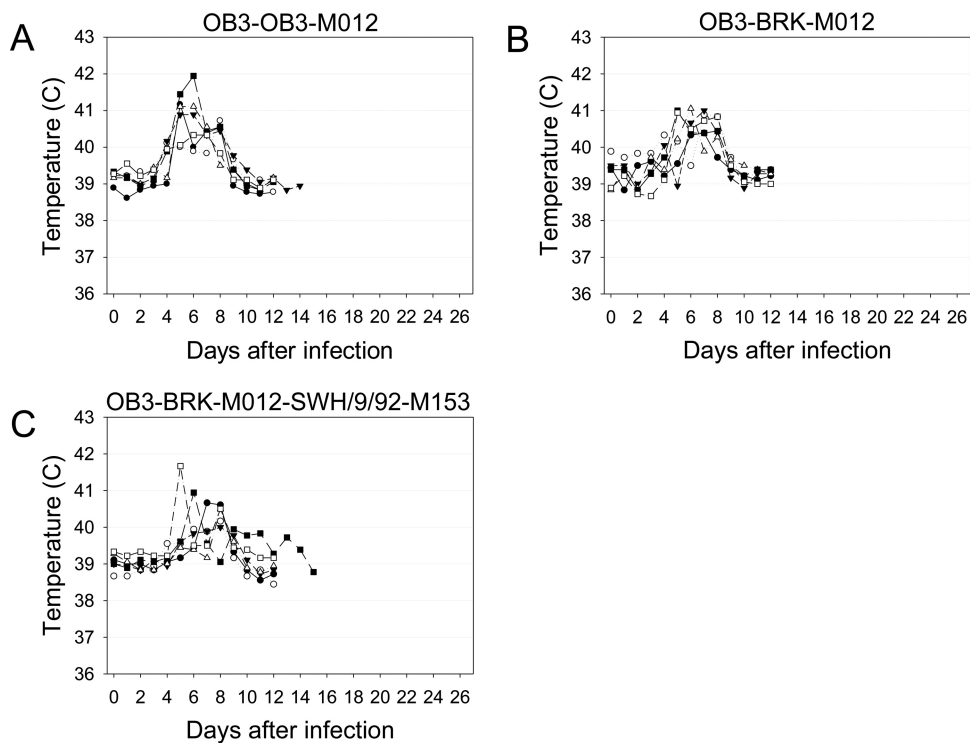 A
OB3-OB3-M012
43
42
41
40
39
38
37
36
Temperature (C)
0 2 4 6 8 10 12 14 16 18 20 22 24 26
Days after infection
B
OB3-BRK-M012
43
42
41
40
39
38
37
36
Temperature (C)
0 2 4 6 8 10 12 14 16 18 20 22 24 26
Days after infection
C
OB3-BRK-M012-SWH/9/92-M153
43
42
41
40
39
38
37
36
Temperature (C)
0 2 4 6 8 10 12 14 16 18 20 22 24 26
Days after infection